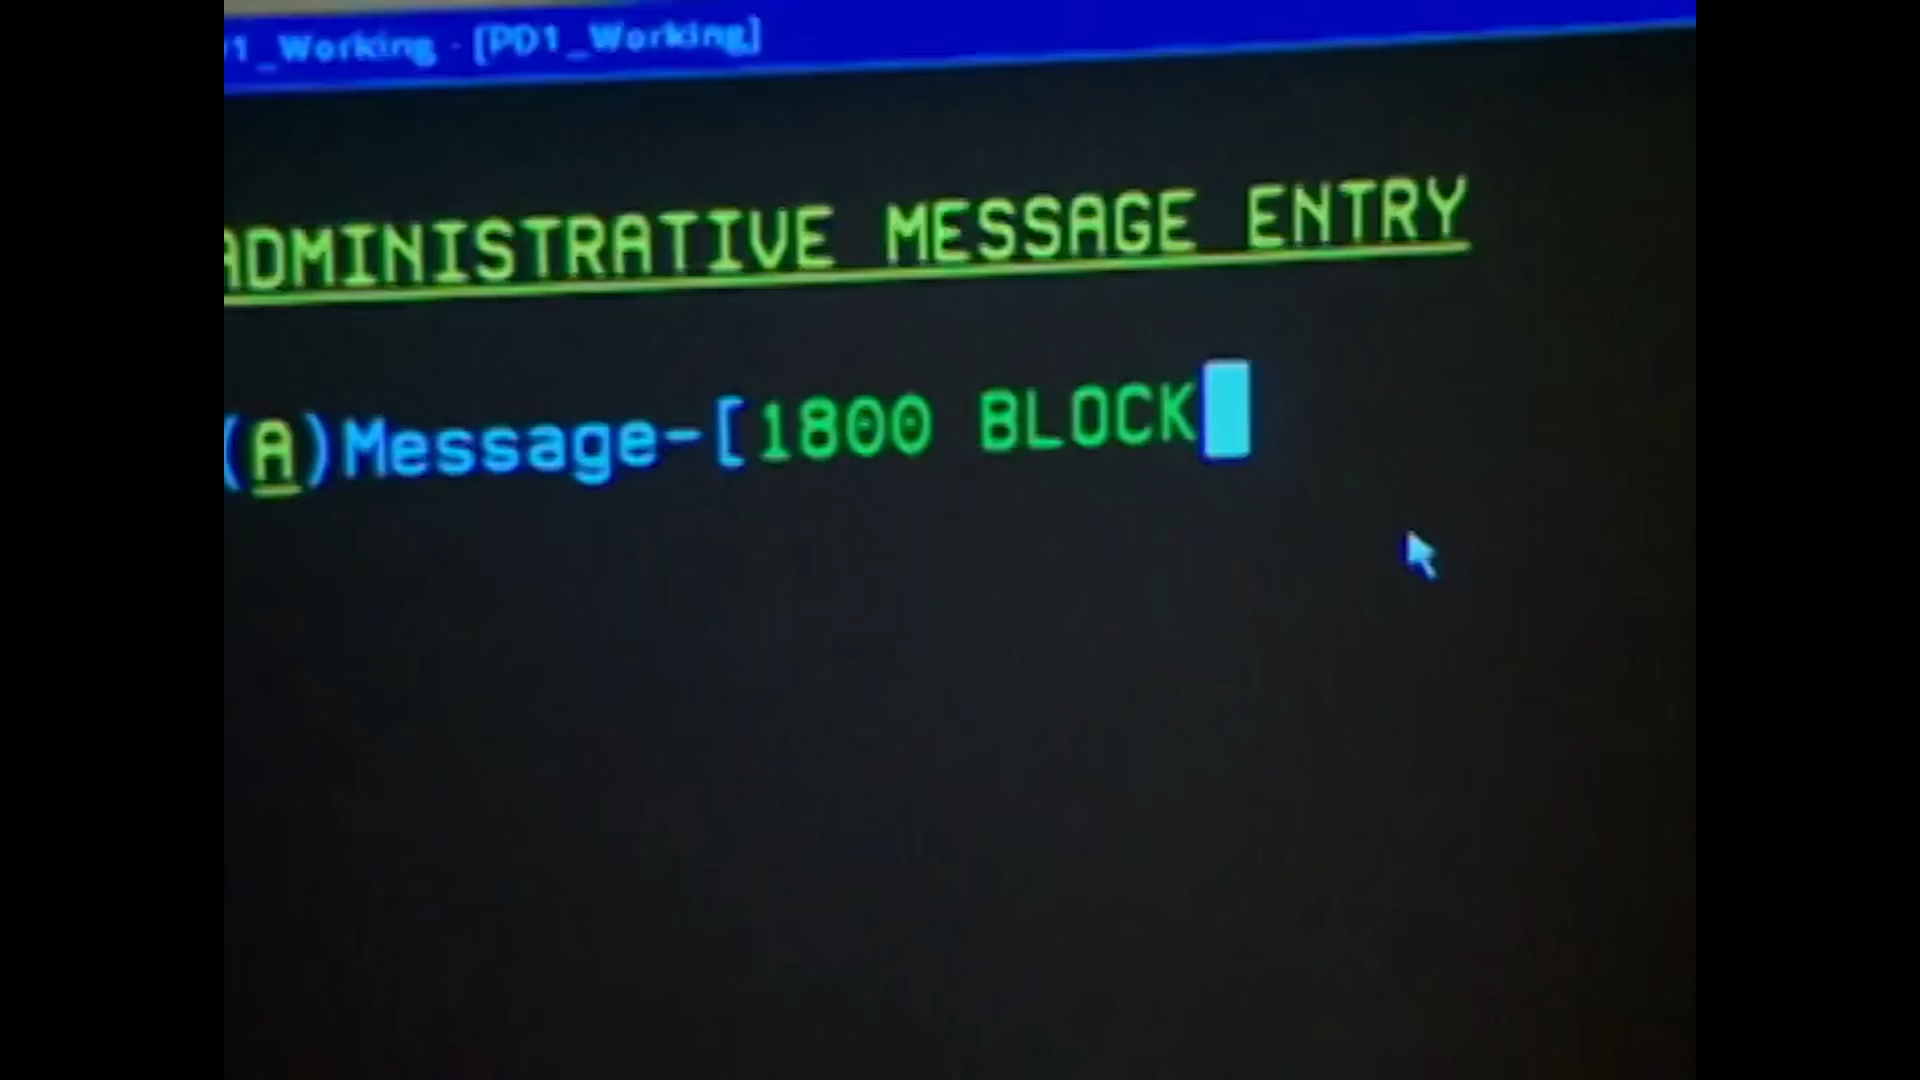 1_Working - [PD1_Working]
ADMINISTRATIVE MESSAGE ENTRY
(A)Message-[1800 BLOCK